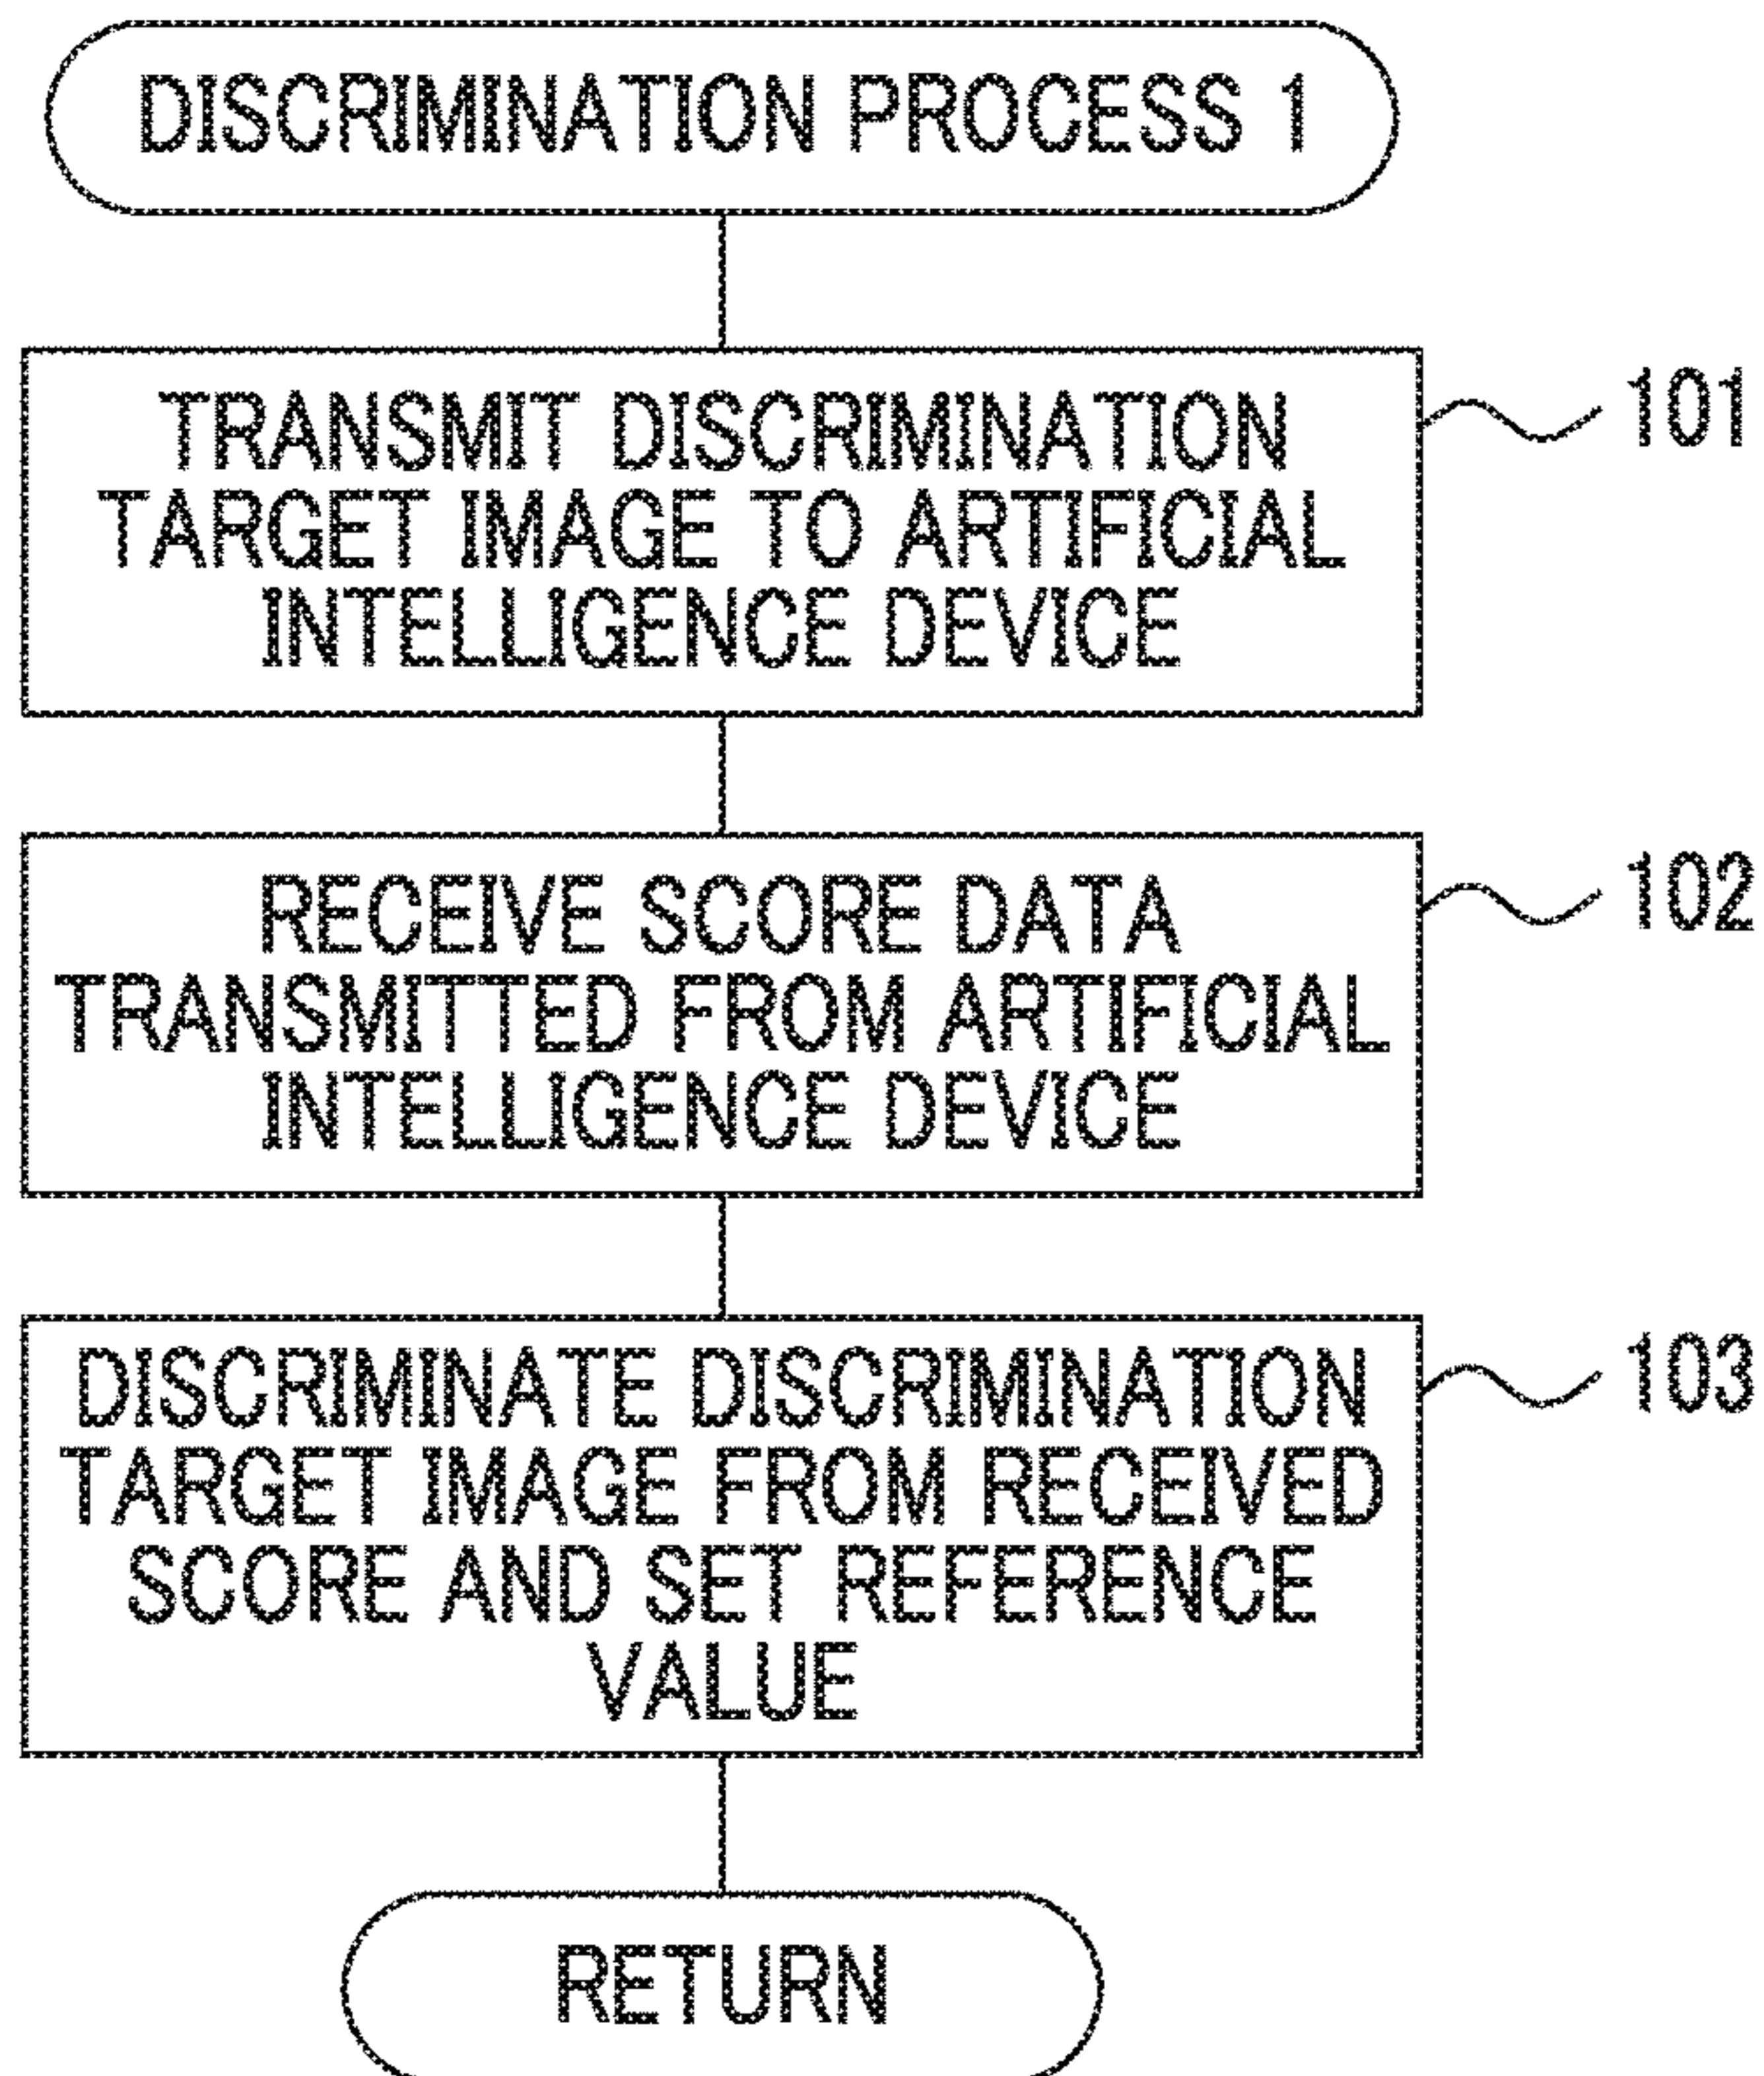 DISCRIMINATION PROCESS 1
TRANSMIT DISCRIMINATION
TARGET IMAGE TO ARTIFICIAL
INTELLIGENCE DEVICE
101
RECEIVE SCORE DATA
TRANSMITTED FROM ARTIFICIAL
INTELLIGENCE DEVICE
102
DISCRIMINATE DISCRIMINATION
TARGET IMAGE FROM RECEIVED
SCORE AND SET REFERENCE
VALUE
103
RETURN